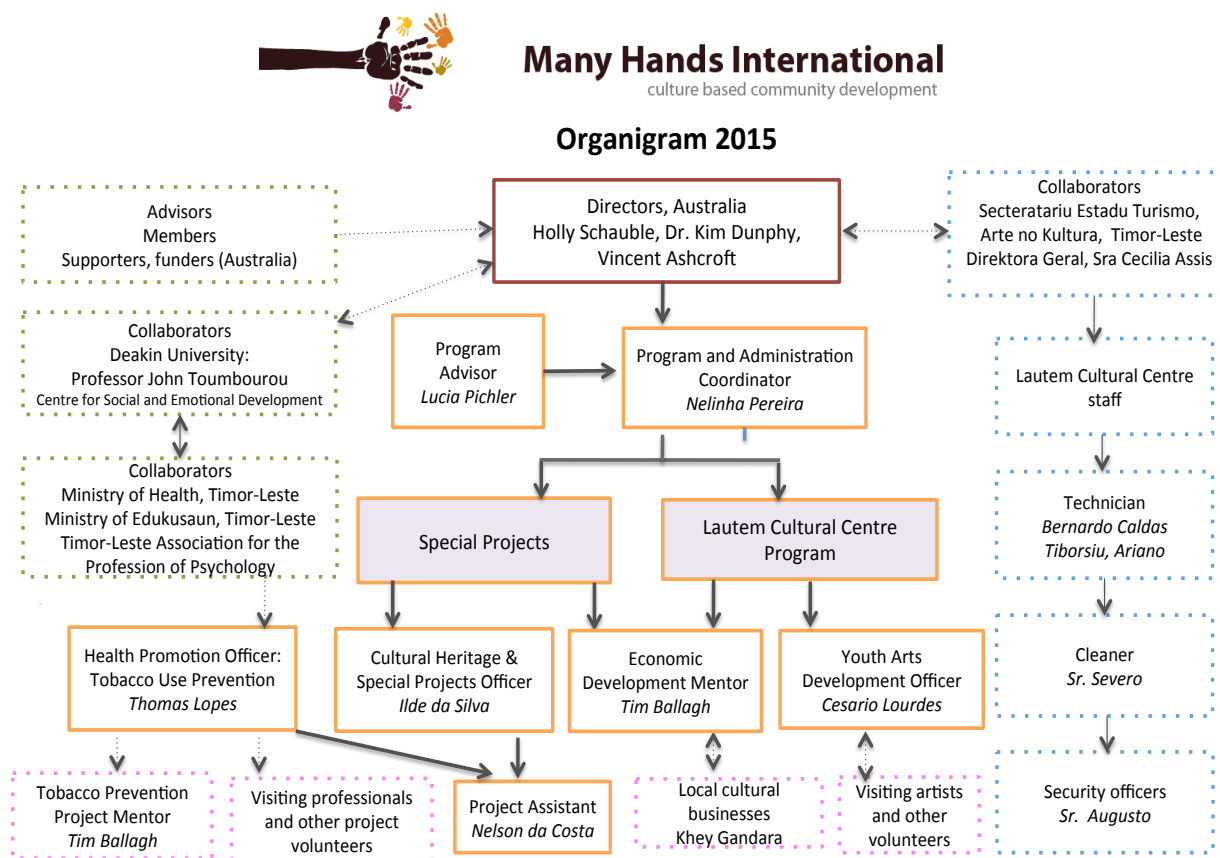 Many Hands International
culture based community development
Organigram 2015
Advisors
Members
Supporters, funders (Australia)
Directors, Australia
Holly Schauble, Dr. Kim Dunphy,
Vincent Ashcroft
Collaborators
Secteratariu Estadu Turismo,
Arte no Kultura, Timor-Leste
Direktora Geral, Sra Cecilia Assis
Collaborators
Deakin University:
Professor John Toumbourou
Centre for Social and Emotional Development
Program
Advisor
Lucia Pichler
Program and Administration
Coordinator
Nelinha Pereira
Lautem Cultural Centre
staff
Collaborators
Ministry of Health, Timor-Leste
Ministry of Edukusaun, Timor-Leste
Timor-Leste Association for the
Profession of Psychology
Special Projects
Lautem Cultural Centre
Program
Technician
Bernardo Caldas
Tiborsiu, Ariano
Health Promotion Officer:
Tobacco Use Prevention
Thomas Lopes
Cultural Heritage &
Special Projects Officer
Ilde da Silva
Economic
Development Mentor
Tim Ballagh
Youth Arts
Development Officer
Cesario Lourdes
Cleaner
Sr. Severo
Tobacco Prevention
Project Mentor
Tim Ballagh
Visiting professionals
and other project
volunteers
Project Assistant
Nelson da Costa
Local cultural
businesses
Khey Gandara
Visiting artists
and other
volunteers
Security officers
Sr. Augusto